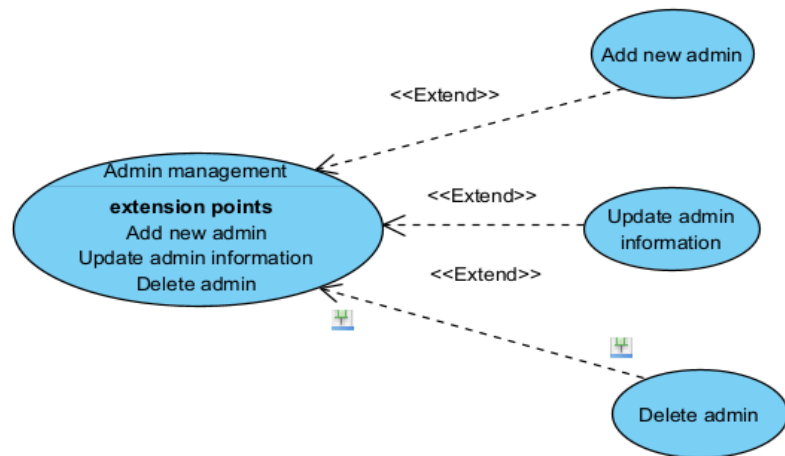 Add new admin
<<Extend>>
Admin management
extension points
Add new admin
Update admin information
Delete admin
<<Extend>>
Update admin
information
<<Extend>>
Delete admin